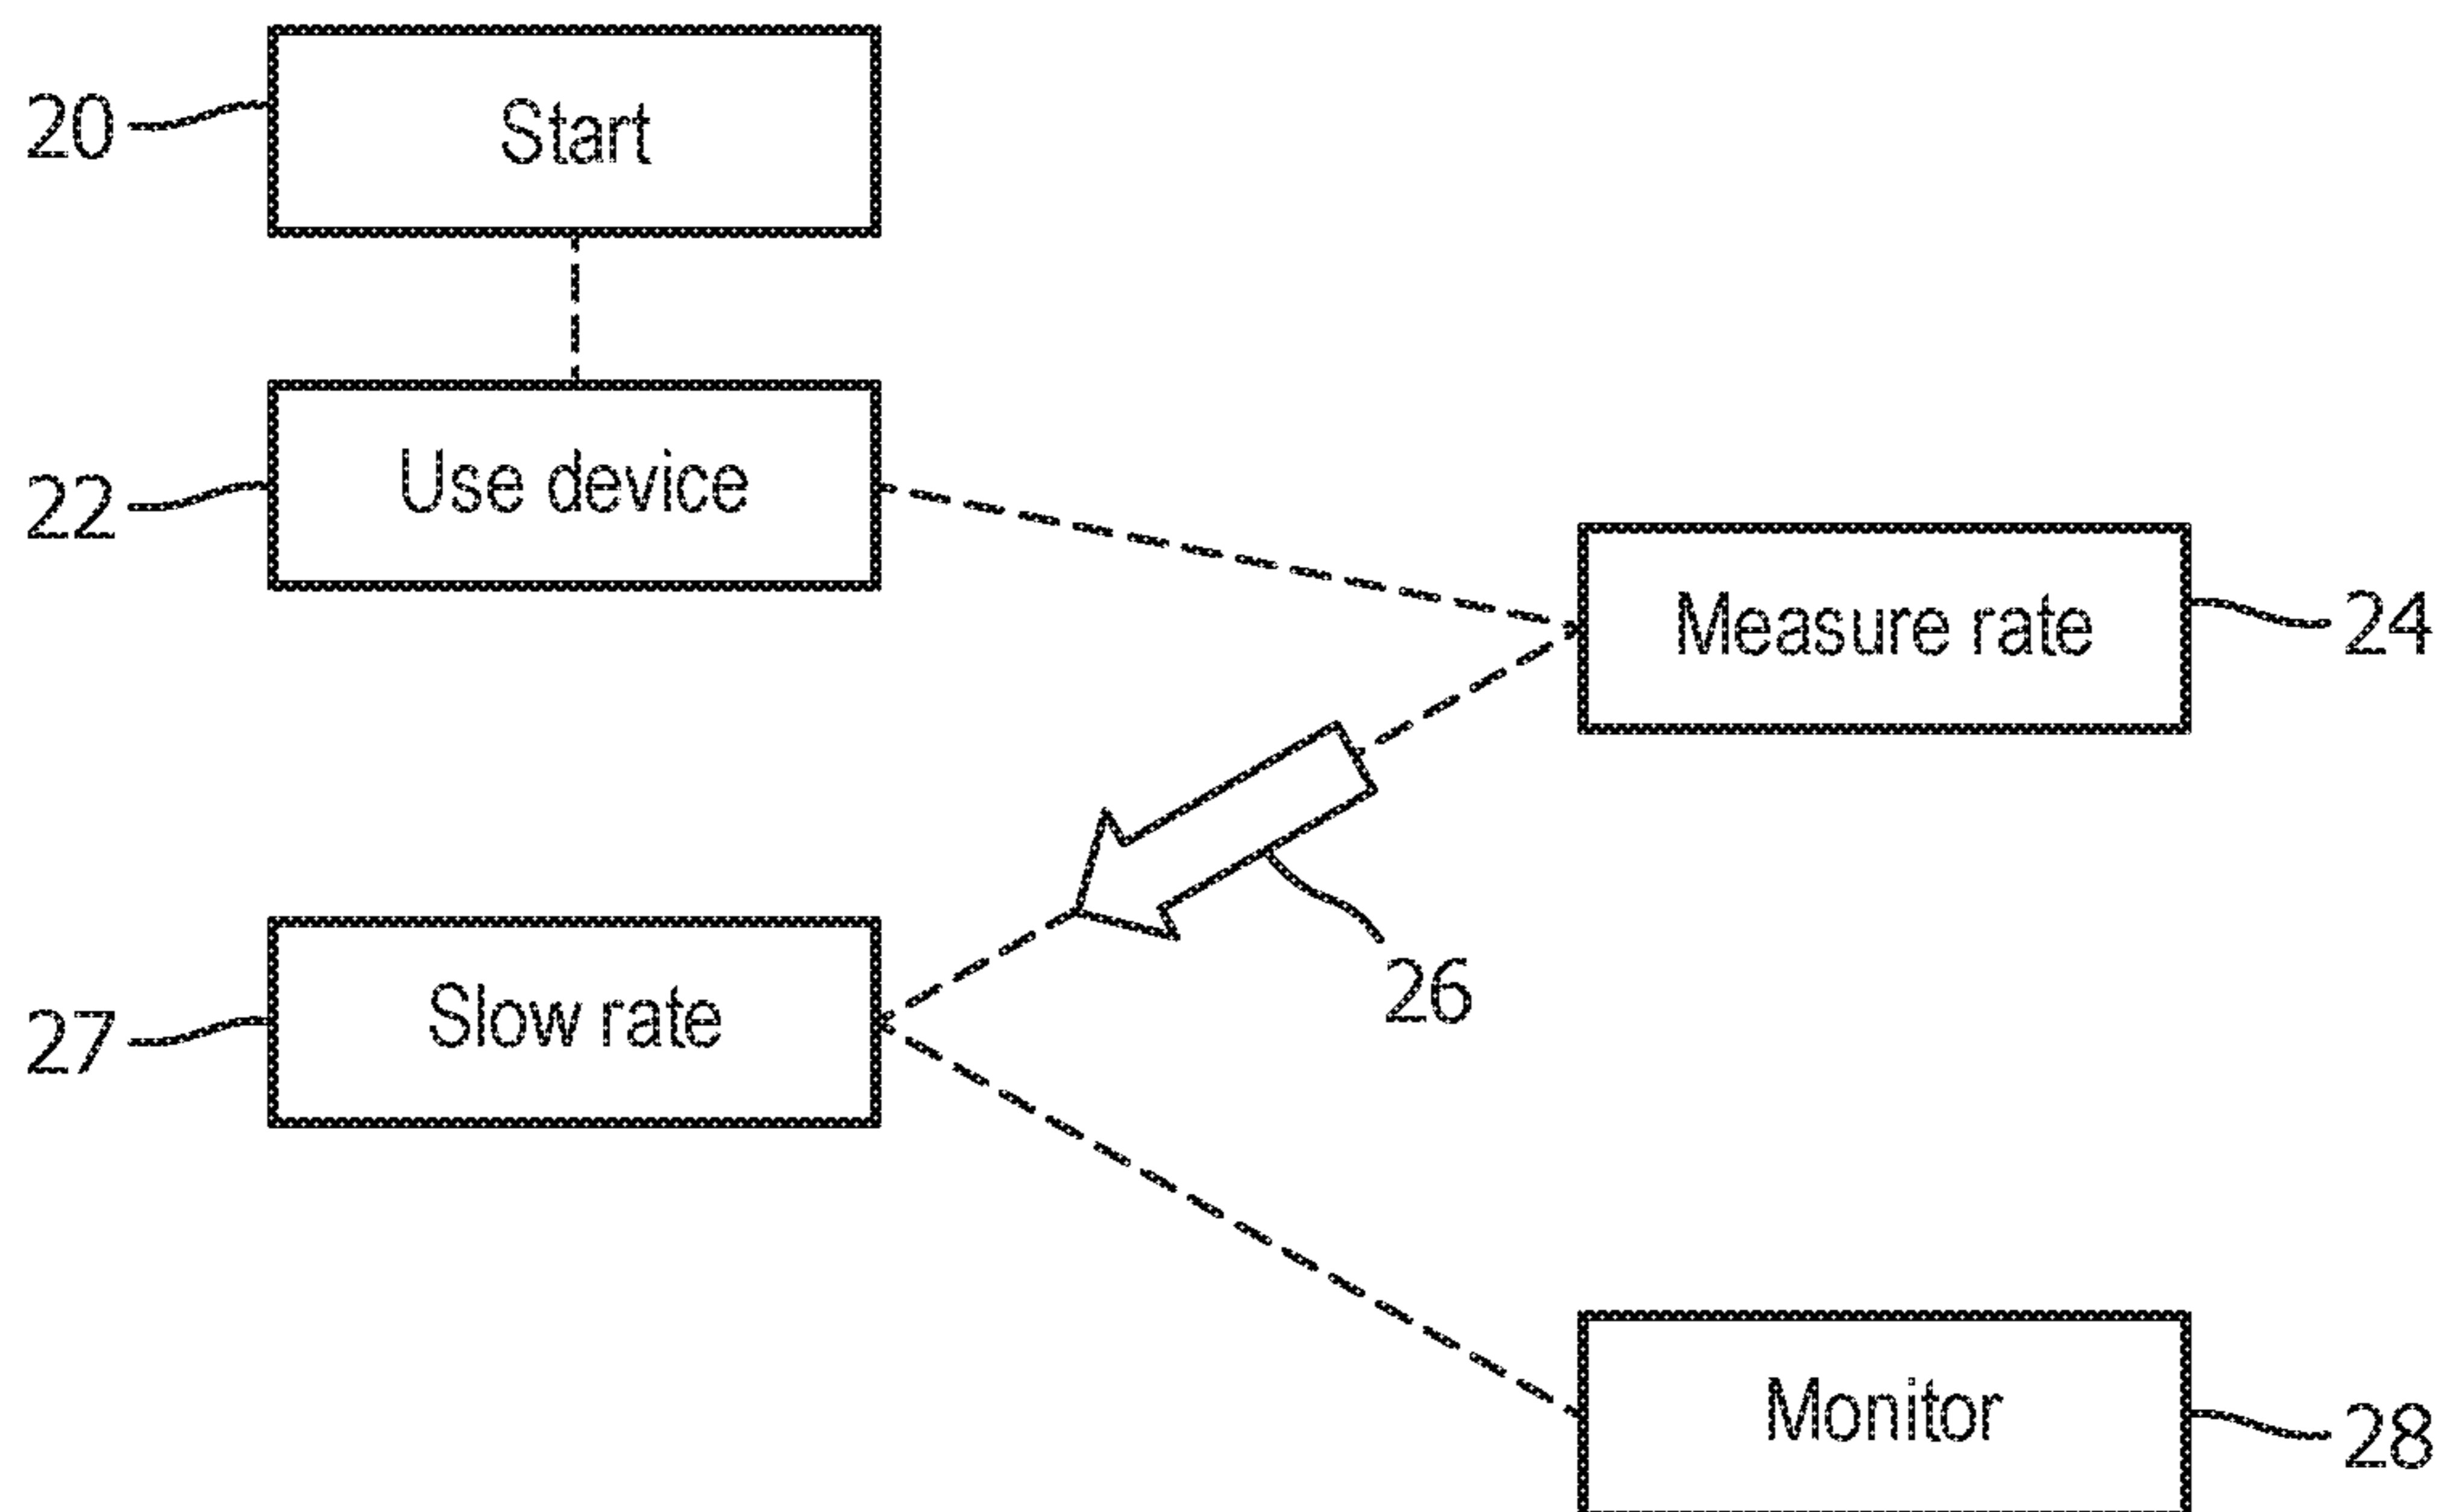 20
Start
22
Use device
Measure rate
24
26
27
Slow rate
Monitor
28